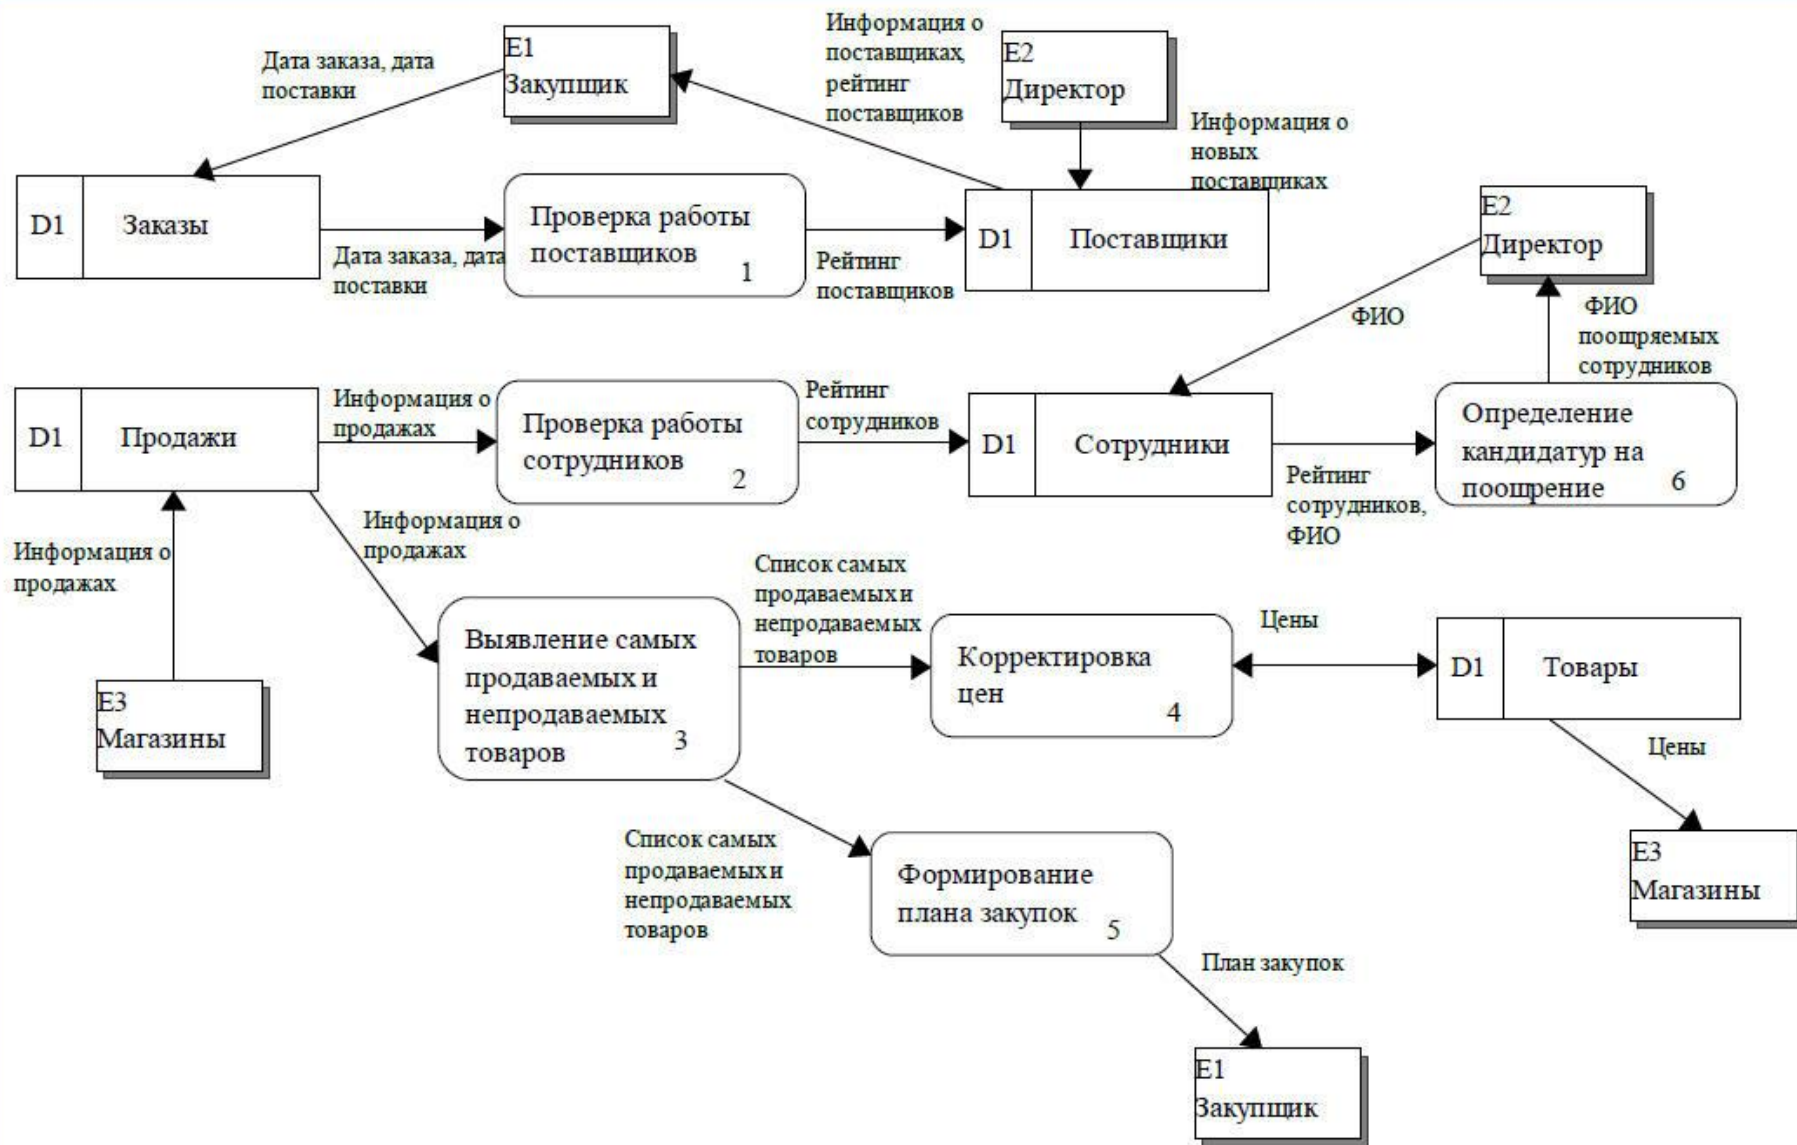 E1
Закупщик
Дата заказа, дата
поставки
Информация о
поставщиках,
рейтинг
поставщиков
E2
Директор
Информация о
новых
поставщиках
D1
Заказы
Дата заказа, дата
поставки
Проверка работы
поставщиков
1
Рейтинг
поставщиков
D1
Поставщики
E2
Директор
ФИО
ФИО
поощряемых
сотрудников
D1
Продажи
Информация о
продажах
Проверка работы
сотрудников
2
Рейтинг
сотрудников
D1
Сотрудники
Рейтинг
сотрудников,
ФИО
Определение
кандидатур на
поощрение
6
Информация о
продажах
Информация о
продажах
E3
Магазины
Выявление самых
продаваемых и
непродаваемых
товаров
3
Список самых
продаваемых и
непродаваемых
товаров
Корректировка
цен
4
Цены
D1
Товары
Цены
E3
Магазины
Список самых
продаваемых и
непродаваемых
товаров
Формирование
плана закупок
5
План закупок
E1
Закупщик